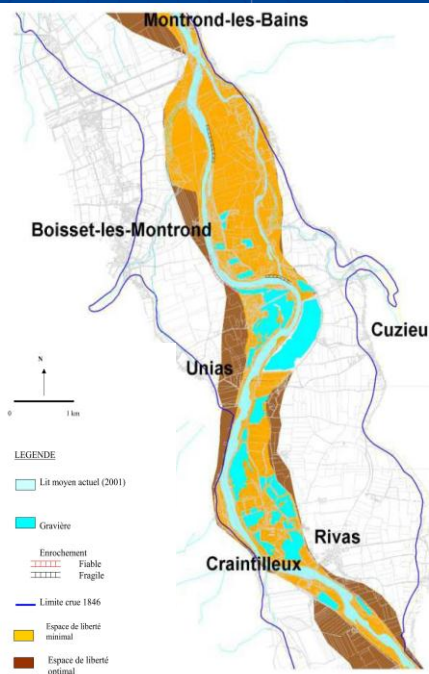 Montrond-les-Bains
Boisset-les-Montrond
Cuzieu
Unias
N
0 1 km
LEGENDE
Lit moyen actuel (2001)
Gravière
Rivas
Enrochement
Fiable
Fragile
Craintilleux
Limite crue 1846
Espace de liberté
minimal
Espace de liberté
optimal